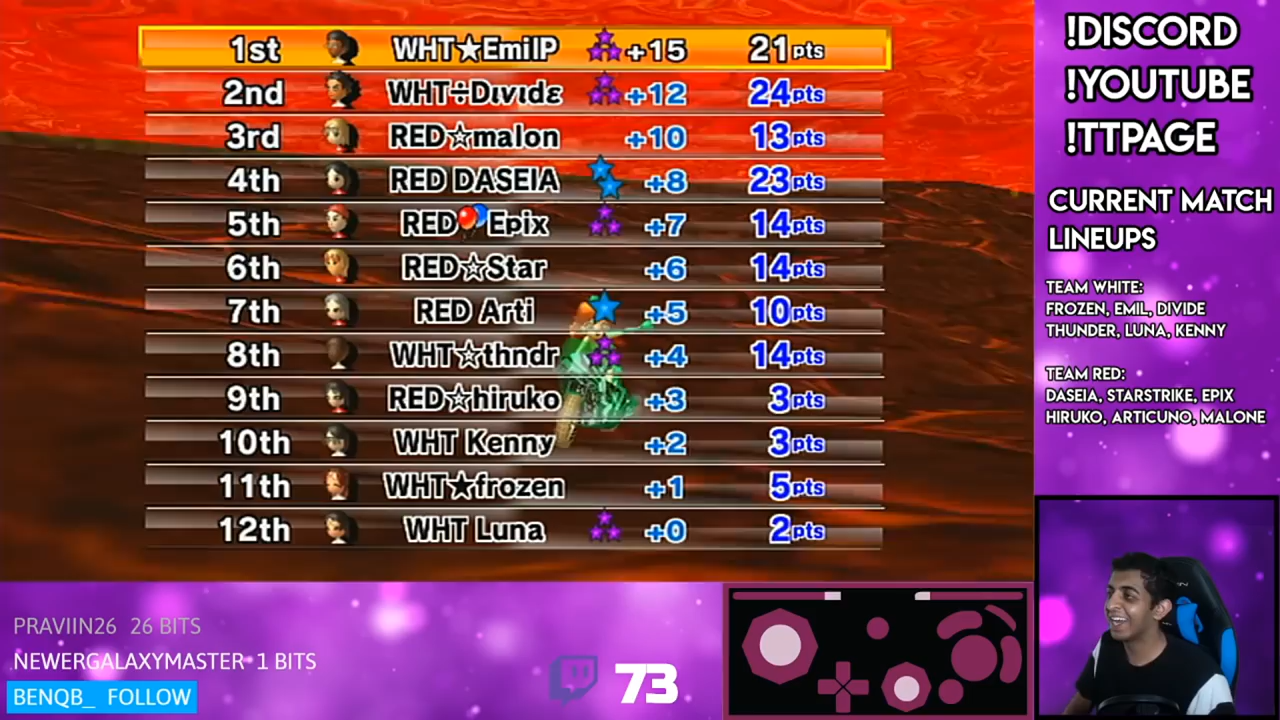 1st WHT★EmilP +15 21pts
2nd WHT÷Dιvιdε +12 24pts
3rd RED☆malon +10 13pts
4th RED DASEIA +8 23pts
5th RED🎈Epix +7 14pts
6th RED☆Star +6 14pts
7th RED Arti +5 10pts
8th WHT☆thndr +4 14pts
9th RED☆hiruko +3 3pts
10th WHT Kenny +2 3pts
11th WHT★frozen +1 5pts
12th WHT Luna +0 2pts
!DISCORD
!YOUTUBE
!TTPAGE
CURRENT MATCH
LINEUPS
TEAM WHITE:
FROZEN, EMIL, DIVIDE
THUNDER, LUNA, KENNY
TEAM RED:
DASEIA, STARSTRIKE, EPIX
HIRUKO, ARTICUNO, MALONE
PRAVIIN26 26 BITS
NEWERGALAXYMASTER 1 BITS
BENQB_ FOLLOW
73